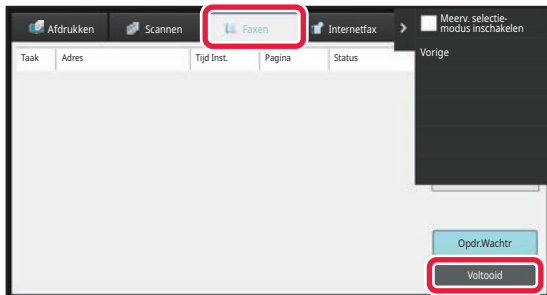 Afdrukken Scannen Faxen Internetfax
Meerv. selectie-
modus inschakelen
Taak Adres Tijd Inst. Pagina Status
Vorige
Opdr.Wachtr
Voltooid